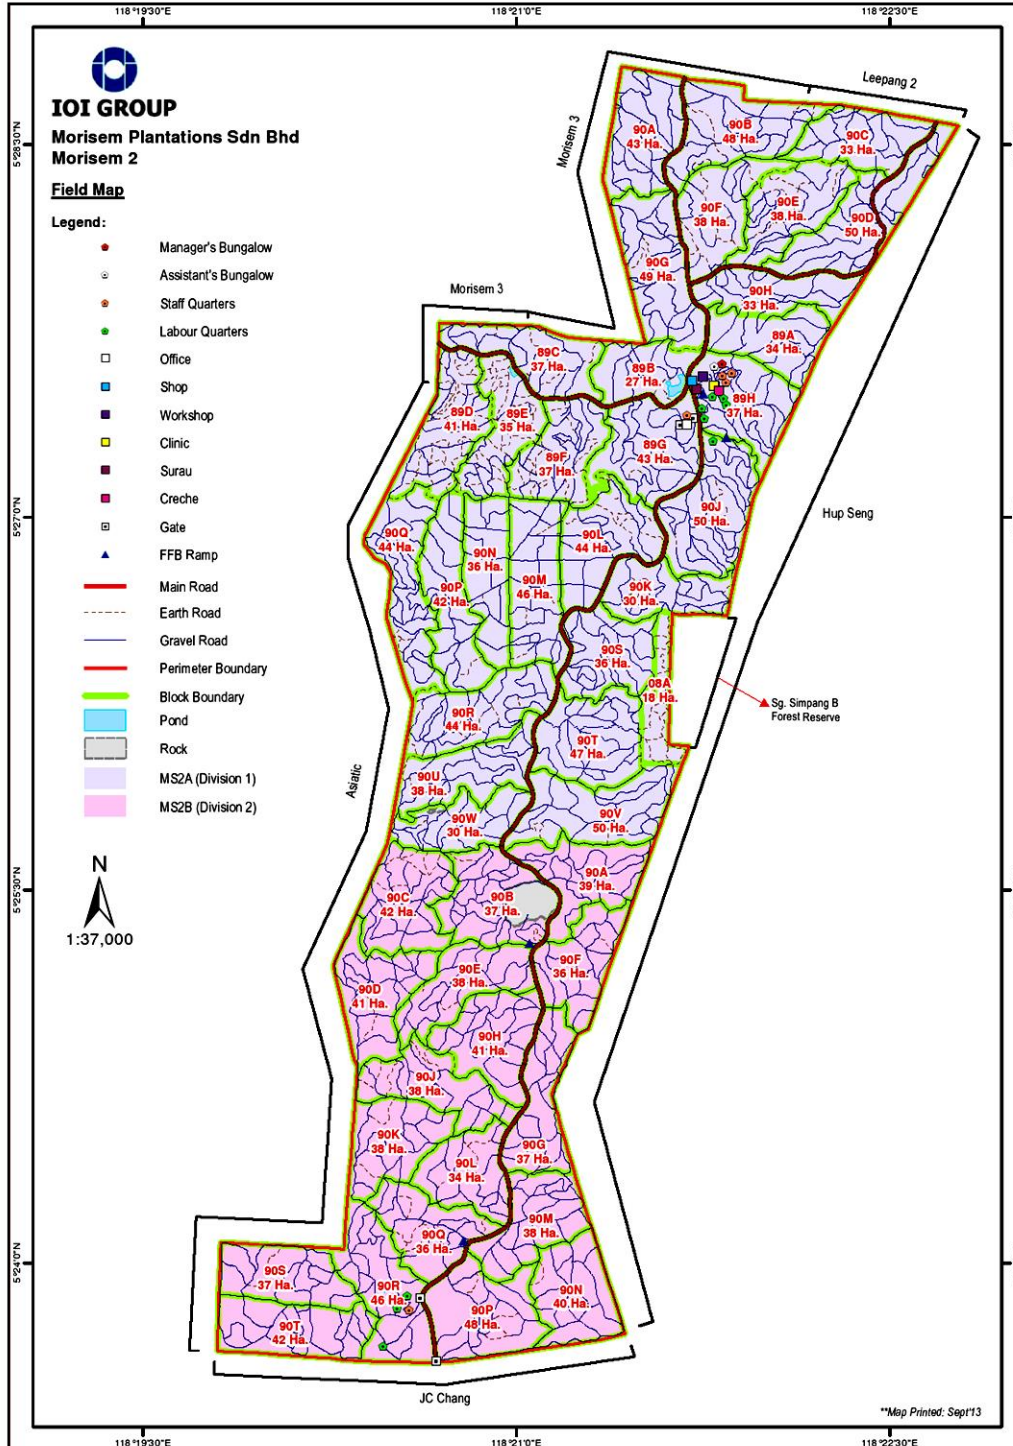 118°19'30"E
118°21'0"E
118°22'30"E
IOI GROUP
Morisem Plantations Sdn Bhd
Morisem 2
Field Map
Legend:
Manager's Bungalow
Assistant's Bungalow
Staff Quarters
Labour Quarters
Office
Shop
Workshop
Clinic
Surau
Creche
Gate
FFB Ramp
Main Road
Earth Road
Gravel Road
Perimeter Boundary
Block Boundary
Pond
Rock
MS2A (Division 1)
MS2B (Division 2)
N
1:37,000
5°28'30"N
5°27'0"N
5°25'30"N
5°24'0"N
Leepang 2
Morisem 3
Morisem 3
Hup Seng
Asiatic
Sg. Simpang B
Forest Reserve
JC Chang
90A
43 Ha.
90B
48 Ha.
90C
33 Ha.
90F
38 Ha.
90E
38 Ha.
90D
50 Ha.
90G
49 Ha.
90H
33 Ha.
89A
34 Ha.
89C
37 Ha.
89B
27 Ha.
89H
37 Ha.
89D
41 Ha.
89E
35 Ha.
89F
37 Ha.
89G
43 Ha.
90J
50 Ha.
90Q
44 Ha.
90N
36 Ha.
90L
44 Ha.
90P
42 Ha.
90M
46 Ha.
90K
30 Ha.
90S
36 Ha.
08A
18 Ha.
90R
44 Ha.
90T
47 Ha.
90U
38 Ha.
90W
30 Ha.
90V
50 Ha.
90A
39 Ha.
90C
42 Ha.
90B
37 Ha.
90F
36 Ha.
90E
38 Ha.
90D
41 Ha.
90H
41 Ha.
90J
38 Ha.
90K
38 Ha.
90G
37 Ha.
90L
34 Ha.
90M
38 Ha.
90Q
36 Ha.
90S
37 Ha.
90R
46 Ha.
90N
40 Ha.
90P
48 Ha.
90T
42 Ha.
**Map Printed: Sept'13
118°19'30"E
118°21'0"E
118°22'30"E